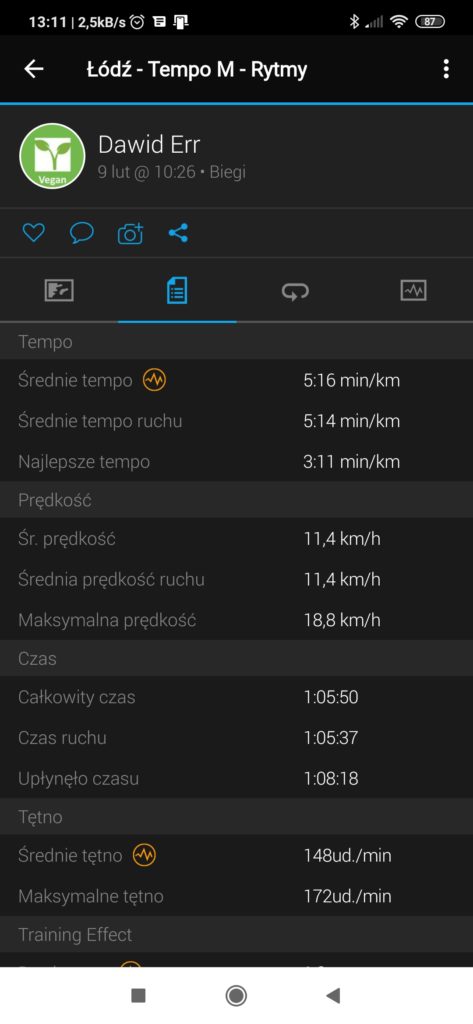 13:11 | 2,5kB/s
87
Łódź - Tempo M - Rytmy
Vegan
Dawid Err
9 lut @ 10:26 • Biegi
Tempo
Średnie tempo 5:16 min/km
Średnie tempo ruchu 5:14 min/km
Najlepsze tempo 3:11 min/km
Prędkość
Śr. prędkość 11,4 km/h
Średnia prędkość ruchu 11,4 km/h
Maksymalna prędkość 18,8 km/h
Czas
Całkowity czas 1:05:50
Czas ruchu 1:05:37
Upłynęło czasu 1:08:18
Tętno
Średnie tętno 148ud./min
Maksymalne tętno 172ud./min
Training Effect